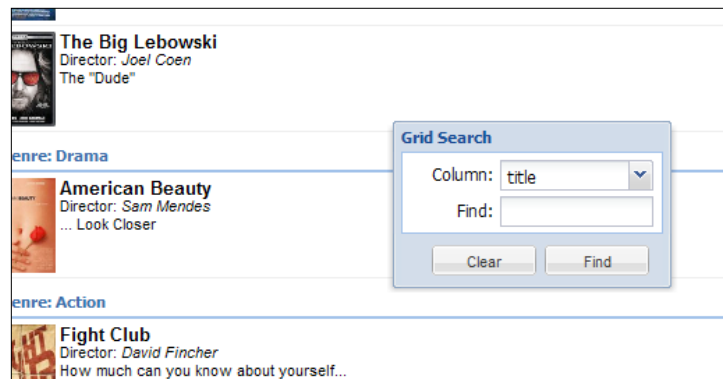 The Big Lebowski
Director: Joel Coen
The "Dude"
enre: Drama
American Beauty
Director: Sam Mendes
... Look Closer
Grid Search
Column: title
Find:
Clear Find
enre: Action
Fight Club
Director: David Fincher
How much can you know about yourself...